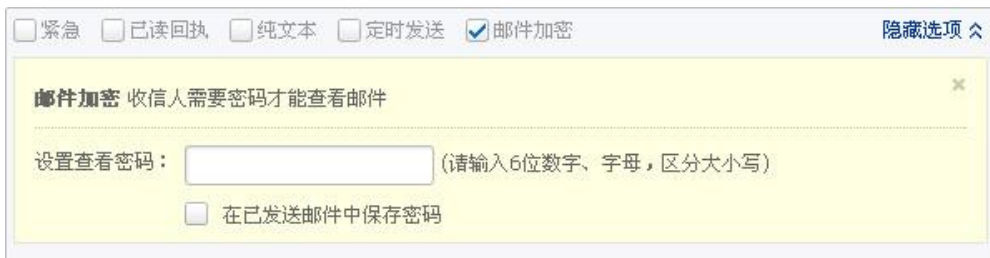 紧急 已读回执 纯文本 定时发送 邮件加密 隐藏选项
邮件加密 收信人需要密码才能查看邮件
设置查看密码： (请输入6位数字、字母，区分大小写)
在已发送邮件中保存密码